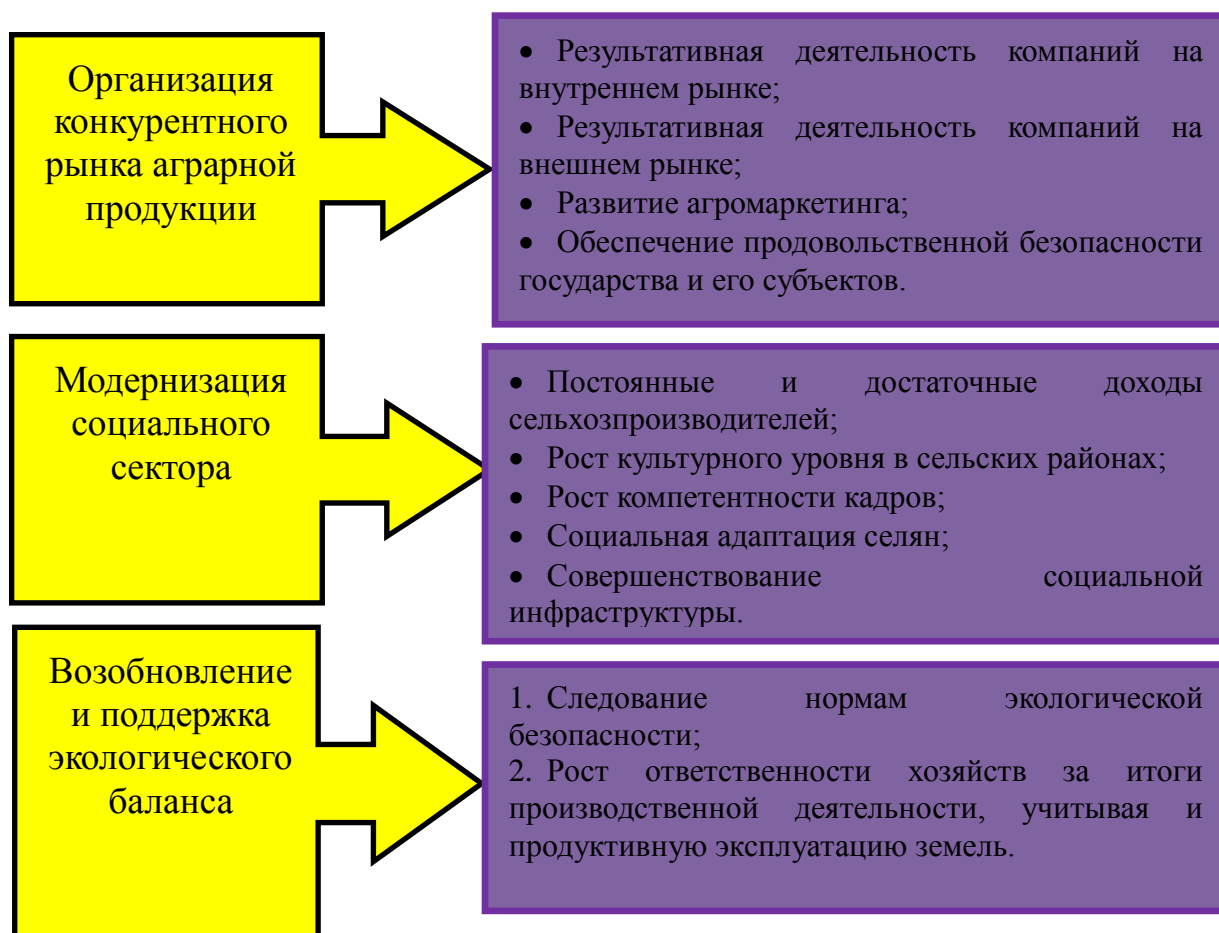 Организация
конкурентного
рынка аграрной
продукции
• Результативная деятельность компаний на
внутреннем рынке;
• Результативная деятельность компаний на
внешнем рынке;
• Развитие агромаркетинга;
• Обеспечение продовольственной безопасности
государства и его субъектов.
Модернизация
социального
сектора
• Постоянные и достаточные доходы
сельхозпроизводителей;
• Рост культурного уровня в сельских районах;
• Рост компетентности кадров;
• Социальная адаптация селян;
• Совершенствование социальной
инфраструктуры.
Возобновление
и поддержка
экологического
баланса
1. Следование нормам экологической
безопасности;
2. Рост ответственности хозяйств за итоги
производственной деятельности, учитывая и
продуктивную эксплуатацию земель.